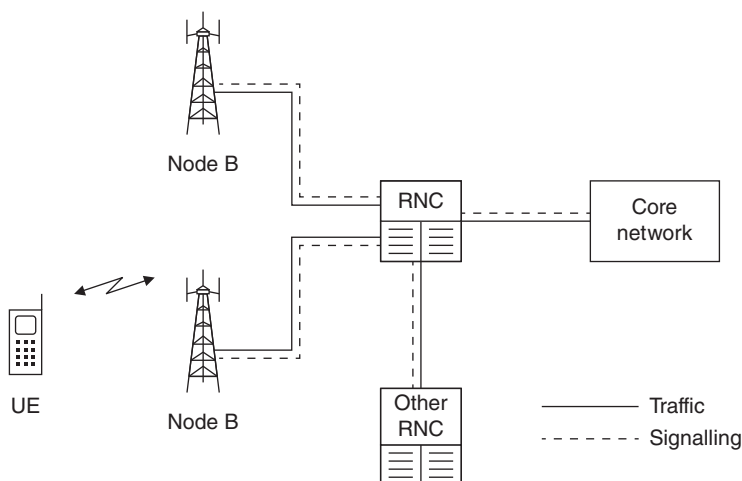 Node B
RNC
Core
network
UE
Node B
Other
RNC
Traffic
Signalling